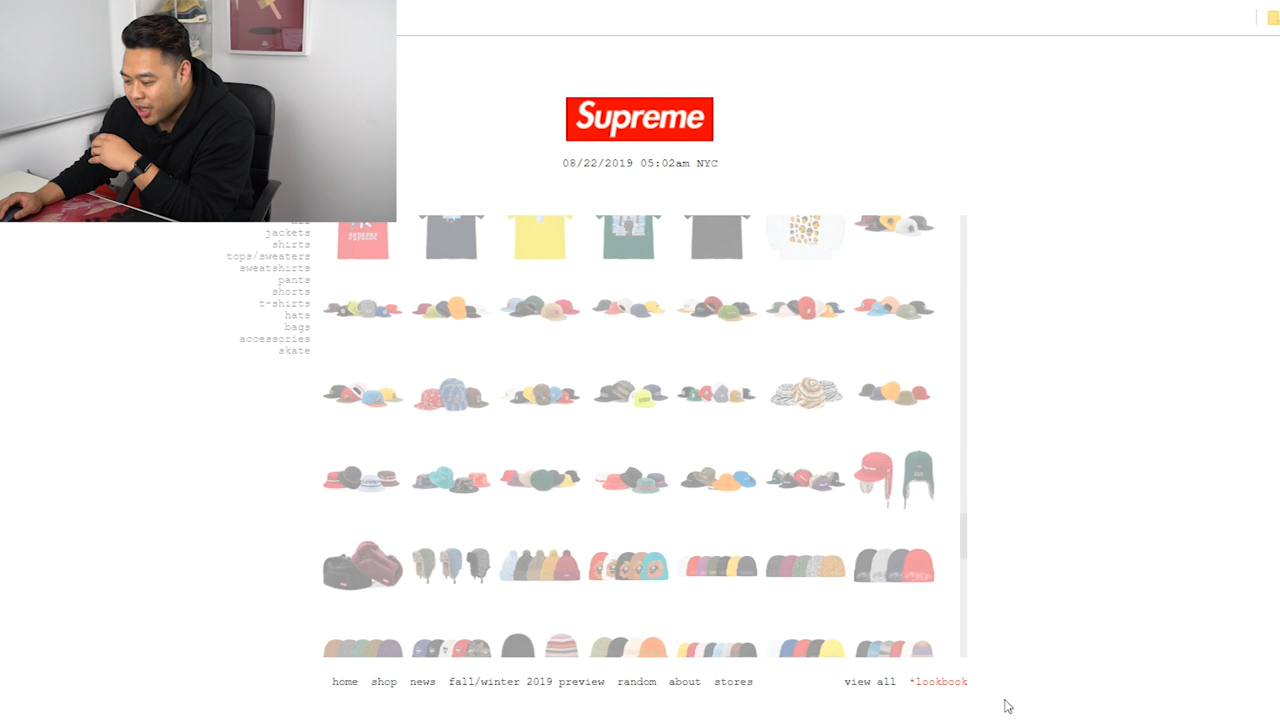 Supreme
08/22/2019 05:02am NYC
jackets
shirts
tops/sweaters
sweatshirts
pants
shorts
t-shirts
hats
bags
accessories
skate
home shop news fall/winter 2019 preview random about stores view all *lookbook